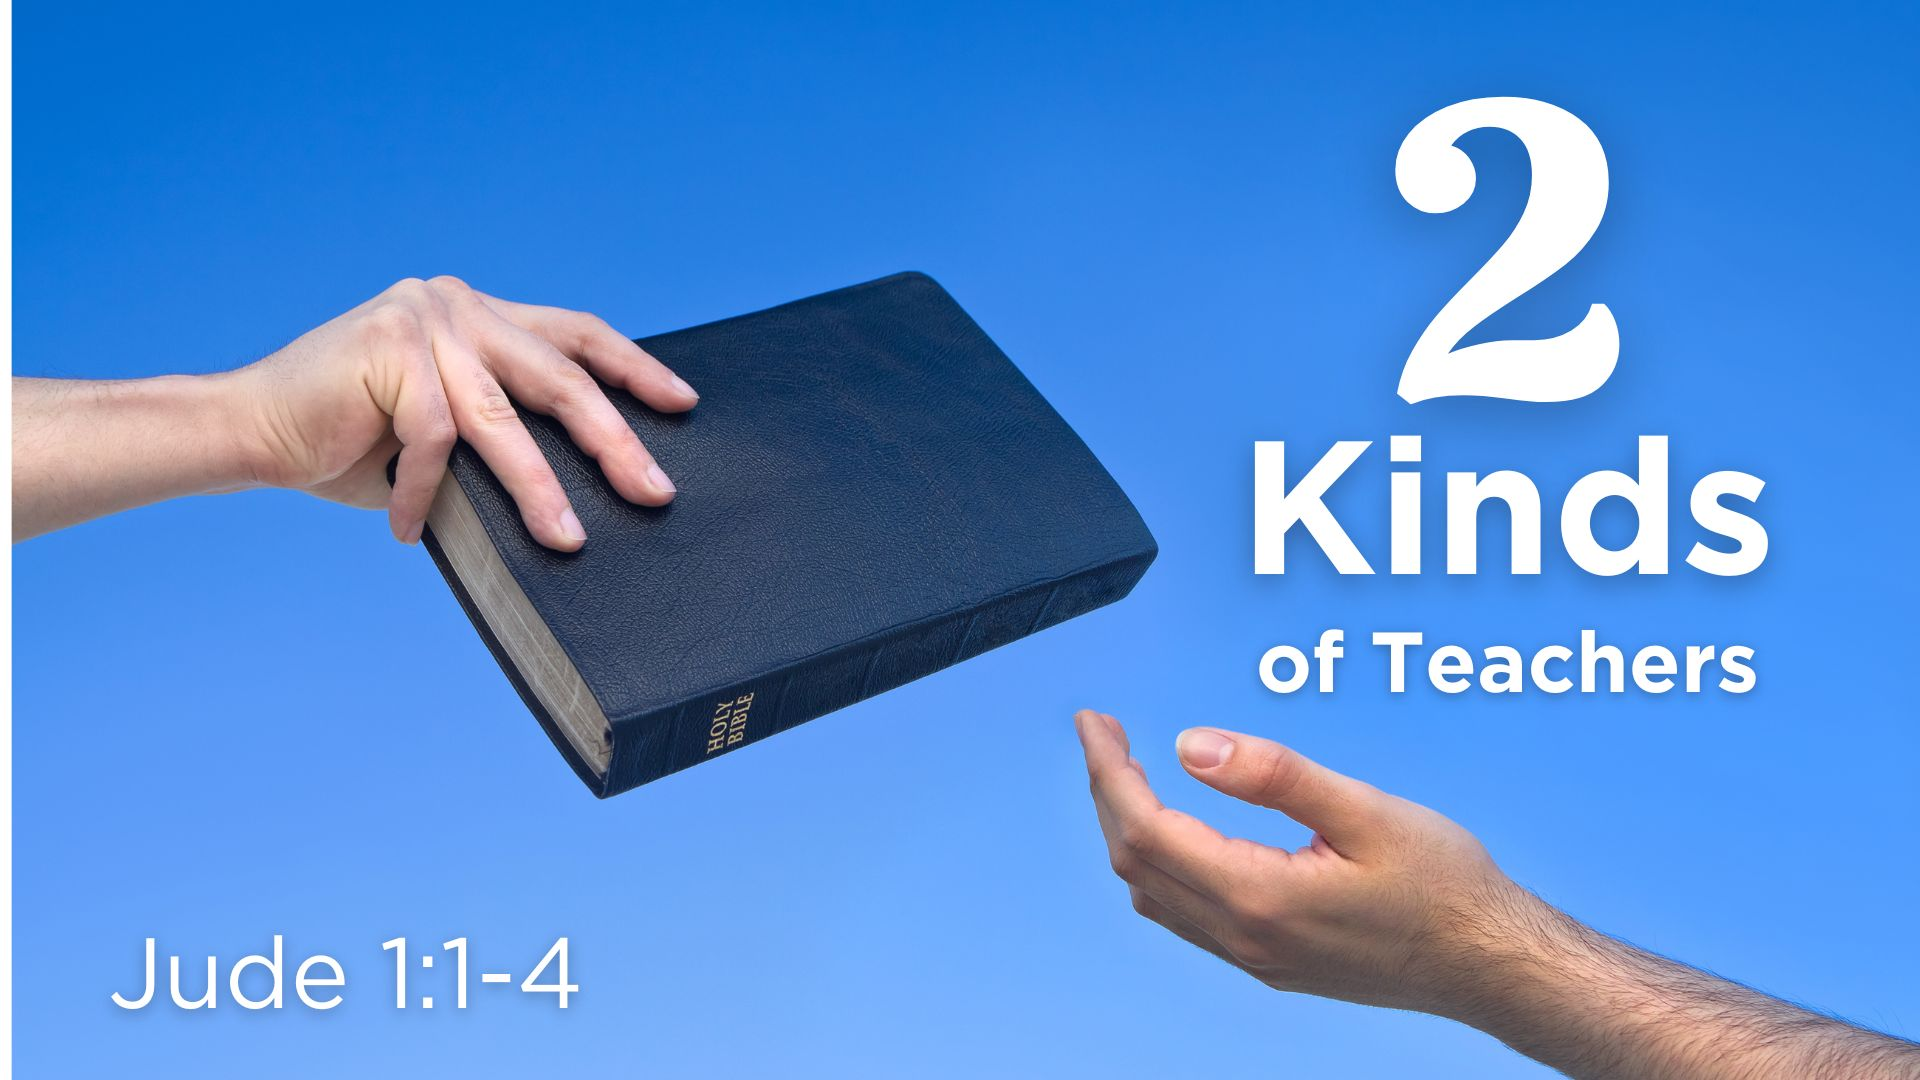 2
Kinds
of Teachers
HOLY
BIBLE
Jude 1:1-4